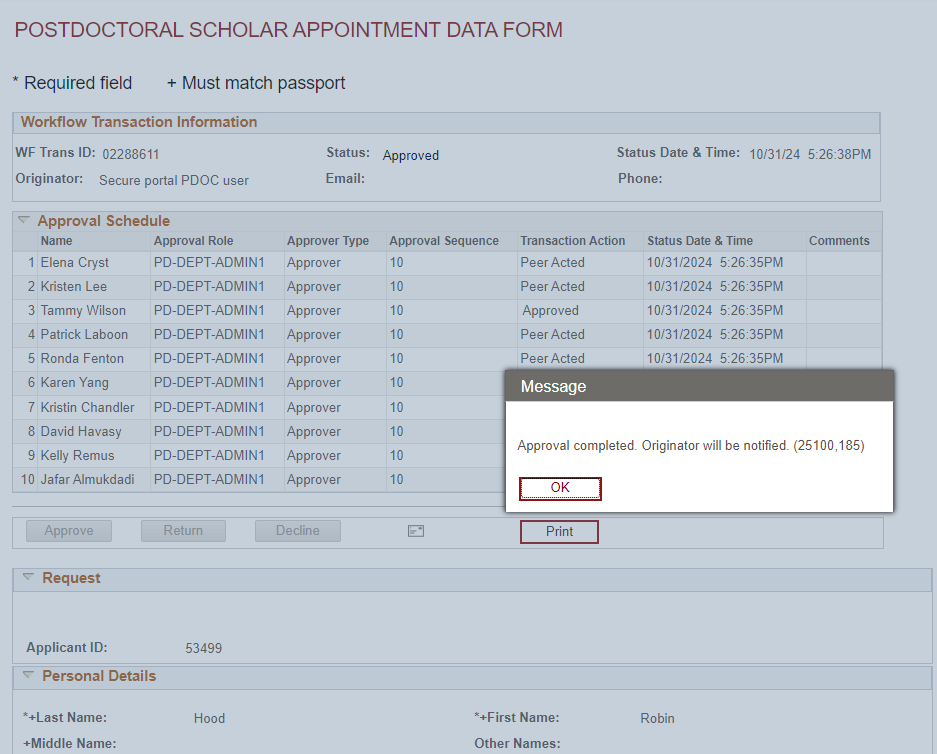 POSTDOCTORAL SCHOLAR APPOINTMENT DATA FORM
* Required field + Must match passport
Workflow Transaction Information
WF Trans ID: 02288611 Status: Approved Status Date & Time: 10/31/24 5:26:38PM
Originator: Secure portal PDOC user Email: Phone:
Approval Schedule
Name Approval Role Approver Type Approval Sequence Transaction Action Status Date & Time Comments
1 Elena Cryst PD-DEPT-ADMIN1 Approver 10 Peer Acted 10/31/2024 5:26:35PM
2 Kristen Lee PD-DEPT-ADMIN1 Approver 10 Peer Acted 10/31/2024 5:26:35PM
3 Tammy Wilson PD-DEPT-ADMIN1 Approver 10 Approved 10/31/2024 5:26:35PM
4 Patrick Laboon PD-DEPT-ADMIN1 Approver 10 Peer Acted 10/31/2024 5:26:35PM
5 Ronda Fenton PD-DEPT-ADMIN1 Approver 10 Peer Acted 10/31/2024 5:26:35PM
6 Karen Yang PD-DEPT-ADMIN1 Approver 10
7 Kristin Chandler PD-DEPT-ADMIN1 Approver 10
8 David Havasy PD-DEPT-ADMIN1 Approver 10
9 Kelly Remus PD-DEPT-ADMIN1 Approver 10
10 Jafar Almukdadi PD-DEPT-ADMIN1 Approver 10
Message
Approval completed. Originator will be notified. (25100,185)
OK
Approve Return Decline Print
Request
Applicant ID: 53499
Personal Details
*+Last Name: Hood *+First Name: Robin
+Middle Name: Other Names: